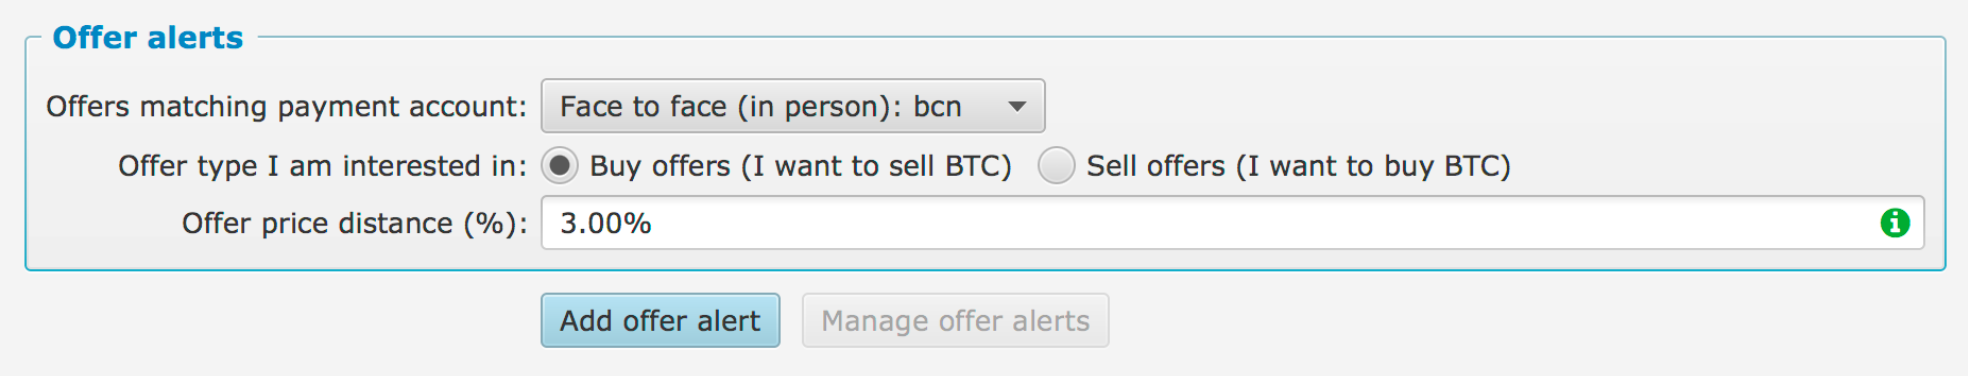 Offer alerts
Offers matching payment account: Face to face (in person): bcn
Offer type I am interested in: Buy offers (I want to sell BTC) Sell offers (I want to buy BTC)
Offer price distance (%): 3.00%
Add offer alert Manage offer alerts